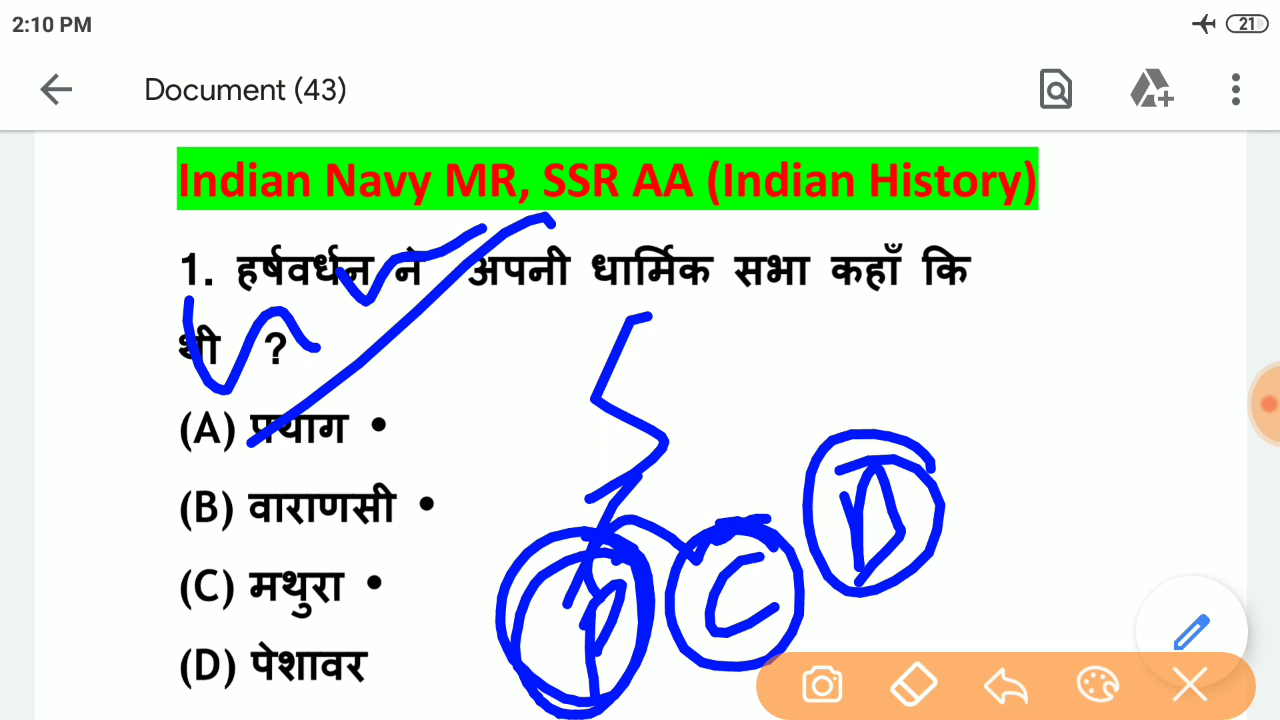 2:10 PM
21
Document (43)
Indian Navy MR, SSR AA (Indian History)
1. हर्षवर्धन ने अपनी धार्मिक सभा कहाँ कि
थी ?
(A) प्रयाग •
(B) वाराणसी •
(C) मथुरा •
(D) पेशावर
D
C